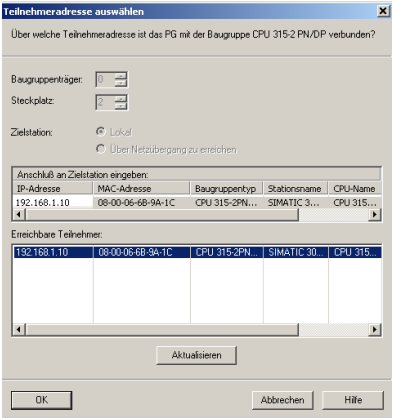 Teilnehmeradresse auswählen
Über welche Teilnehmeradresse ist das PG mit der Baugruppe CPU 315-2 PN/DP verbunden?
Baugruppenträger: 0
Steckplatz: 2
Zielstation: Lokal
Über Netzübergang zu erreichen
Anschluß an Zielstation eingeben:
IP-Adresse MAC-Adresse Baugruppentyp Stationsname CPU-Name
192.168.1.10 08-00-06-6B-9A-1C CPU 315-2PN... SIMATIC 3... CPU 315...
Erreichbare Teilnehmer:
192.168.1.10 08-00-06-6B-9A-1C CPU 315-2PN... SIMATIC 30... CPU 315...
Aktualisieren
OK Abbrechen Hilfe